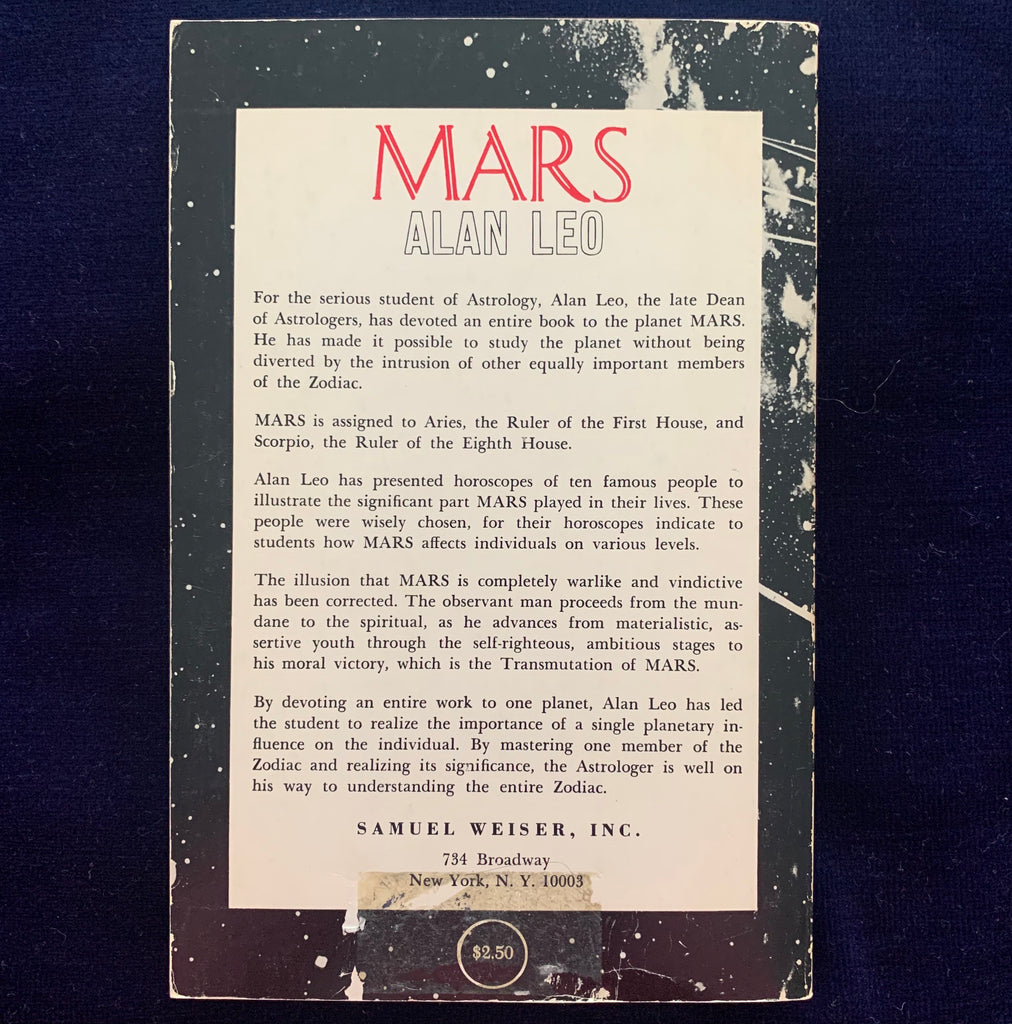 MARS
ALAN LEO
For the serious student of Astrology, Alan Leo, the late Dean
of Astrologers, has devoted an entire book to the planet MARS.
He has made it possible to study the planet without being
diverted by the intrusion of other equally important members
of the Zodiac.
MARS is assigned to Aries, the Ruler of the First House, and
Scorpio, the Ruler of the Eighth House.
Alan Leo has presented horoscopes of ten famous people to
illustrate the significant part MARS played in their lives. These
people were wisely chosen, for their horoscopes indicate to
students how MARS affects individuals on various levels.
The illusion that MARS is completely warlike and vindictive
has been corrected. The observant man proceeds from the mun-
dane to the spiritual, as he advances from materialistic, as-
sertive youth through the self-righteous, ambitious stages to
his moral victory, which is the Transmutation of MARS.
By devoting an entire work to one planet, Alan Leo has led
the student to realize the importance of a single planetary in-
fluence on the individual. By mastering one member of the
Zodiac and realizing its significance, the Astrologer is well on
his way to understanding the entire Zodiac.
SAMUEL WEISER, INC.
734 Broadway
New York, N. Y. 10003
$2.50